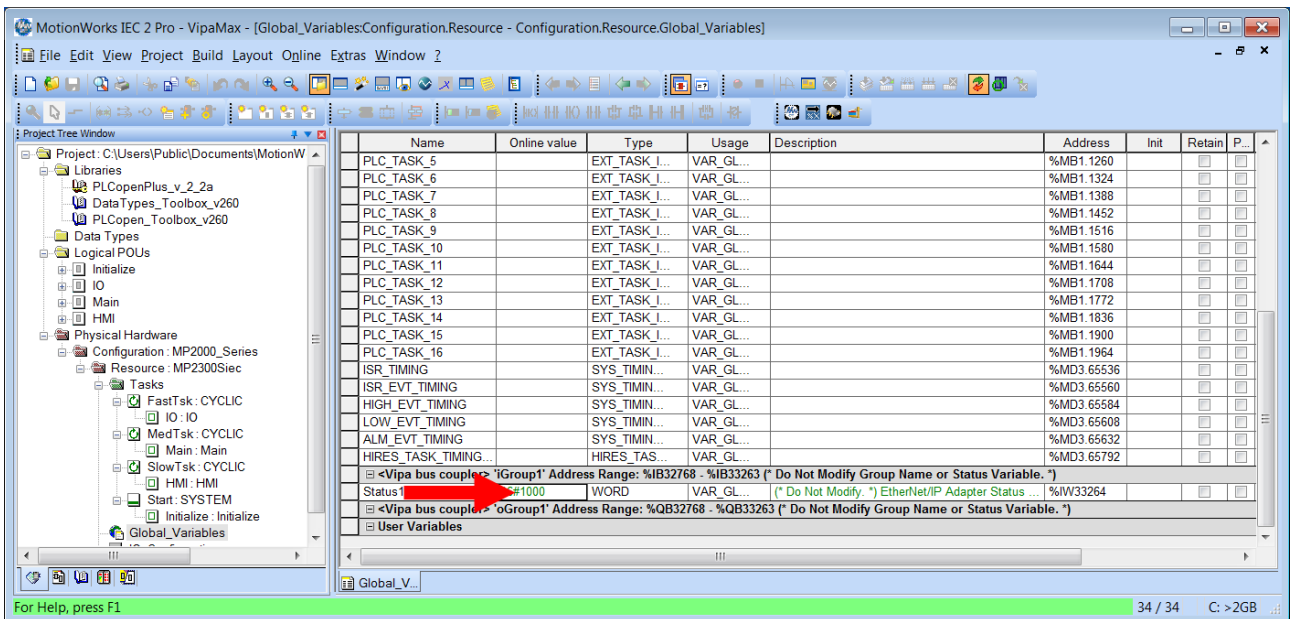 MotionWorks IEC 2 Pro - VipaMax - [Global_Variables:Configuration.Resource - Configuration.Resource.Global_Variables]
File Edit View Project Build Layout Online Extras Window ?
Project Tree Window
Project : C:\Users\Public\Documents\MotionW
Libraries
PLCopenPlus_v_2_2a
DataTypes_Toolbox_v260
PLCopen_Toolbox_v260
Data Types
Logical POUs
Initialize
IO
Main
HMI
Physical Hardware
Configuration : MP2000_Series
Resource : MP2300Siec
Tasks
FastTsk : CYCLIC
IO : IO
MedTsk : CYCLIC
Main : Main
SlowTsk : CYCLIC
HMI : HMI
Start : SYSTEM
Initialize : Initialize
Global_Variables
Name Online value Type Usage Description Address Init Retain P...
PLC_TASK_5 EXT_TASK_I... VAR_GL... %MB1.1260
PLC_TASK_6 EXT_TASK_I... VAR_GL... %MB1.1324
PLC_TASK_7 EXT_TASK_I... VAR_GL... %MB1.1388
PLC_TASK_8 EXT_TASK_I... VAR_GL... %MB1.1452
PLC_TASK_9 EXT_TASK_I... VAR_GL... %MB1.1516
PLC_TASK_10 EXT_TASK_I... VAR_GL... %MB1.1580
PLC_TASK_11 EXT_TASK_I... VAR_GL... %MB1.1644
PLC_TASK_12 EXT_TASK_I... VAR_GL... %MB1.1708
PLC_TASK_13 EXT_TASK_I... VAR_GL... %MB1.1772
PLC_TASK_14 EXT_TASK_I... VAR_GL... %MB1.1836
PLC_TASK_15 EXT_TASK_I... VAR_GL... %MB1.1900
PLC_TASK_16 EXT_TASK_I... VAR_GL... %MB1.1964
ISR_TIMING SYS_TIMIN... VAR_GL... %MD3.65536
ISR_EVT_TIMING SYS_TIMIN... VAR_GL... %MD3.65560
HIGH_EVT_TIMING SYS_TIMIN... VAR_GL... %MD3.65584
LOW_EVT_TIMING SYS_TIMIN... VAR_GL... %MD3.65608
ALM_EVT_TIMING SYS_TIMIN... VAR_GL... %MD3.65632
HIRES_TASK_TIMING... HIRES_TAS... VAR_GL... %MD3.65792
<Vipa bus coupler> 'iGroup1' Address Range: %IB32768 - %IB33263 (* Do Not Modify Group Name or Status Variable. *)
Status1 #1000 WORD VAR_GL... (* Do Not Modify. *) EtherNet/IP Adapter Status ... %IW33264
<Vipa bus coupler> 'oGroup1' Address Range: %QB32768 - %QB33263 (* Do Not Modify Group Name or Status Variable. *)
User Variables
Global_V...
For Help, press F1 34 / 34 C: >2GB